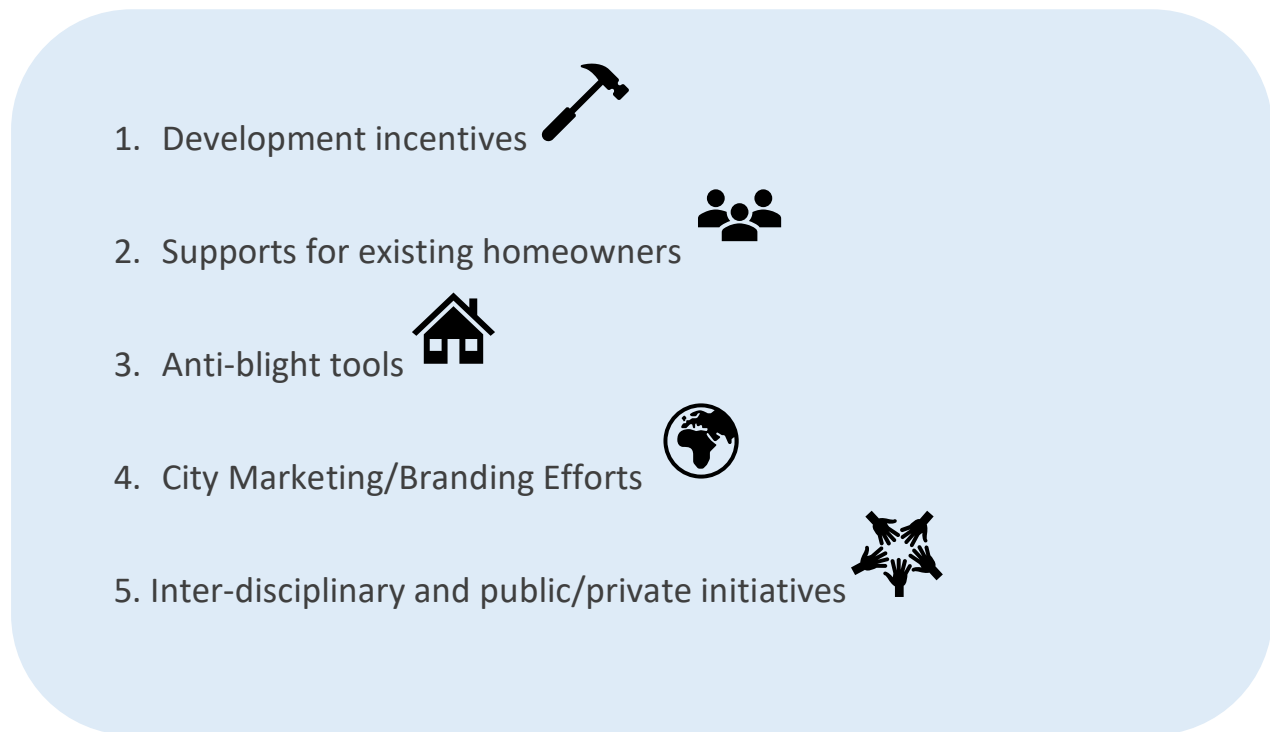 1. Development incentives
2. Supports for existing homeowners
3. Anti-blight tools
4. City Marketing/Branding Efforts
5. Inter-disciplinary and public/private initiatives